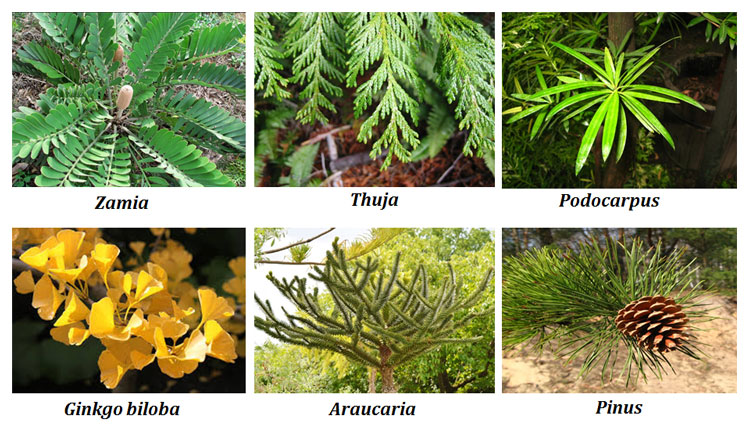 Zamia
Thuja
Podocarpus
Ginkgo biloba
Araucaria
Pinus